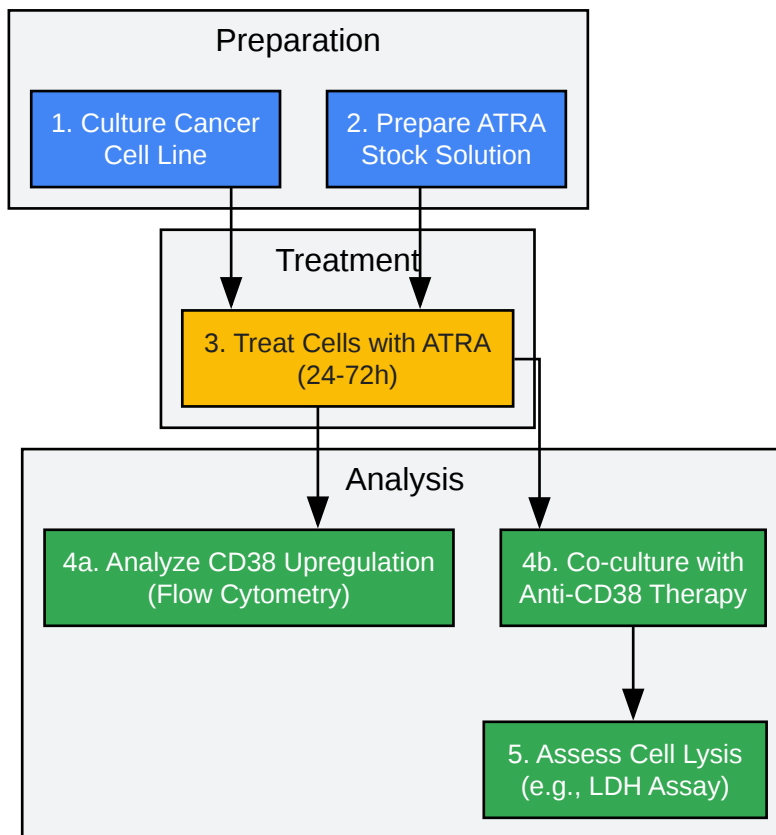 Preparation
1. Culture Cancer
Cell Line
2. Prepare ATRA
Stock Solution
Treatment
3. Treat Cells with ATRA
(24-72h)
Analysis
4a. Analyze CD38 Upregulation
(Flow Cytometry)
4b. Co-culture with
Anti-CD38 Therapy
5. Assess Cell Lysis
(e.g., LDH Assay)